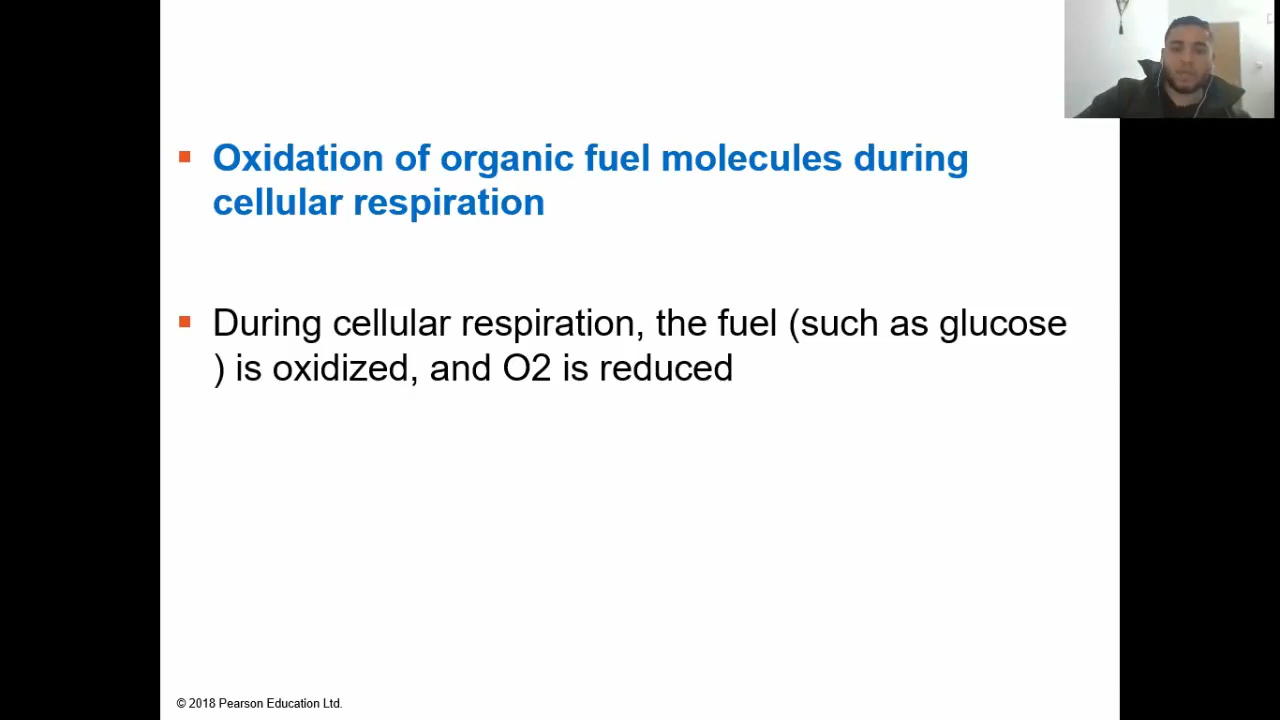 Oxidation of organic fuel molecules during
cellular respiration
During cellular respiration, the fuel (such as glucose
) is oxidized, and O2 is reduced
© 2018 Pearson Education Ltd.